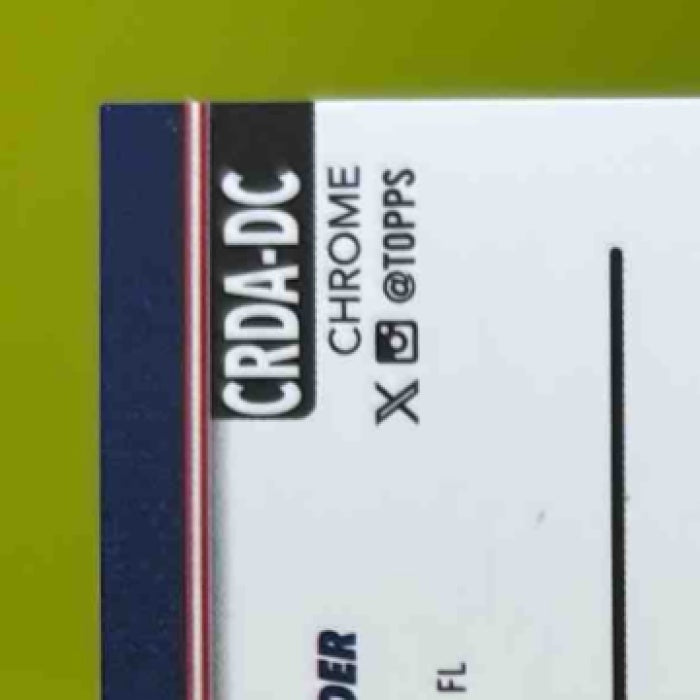 CRDA-DC
CHROME
X @TOPPS
DER
FL